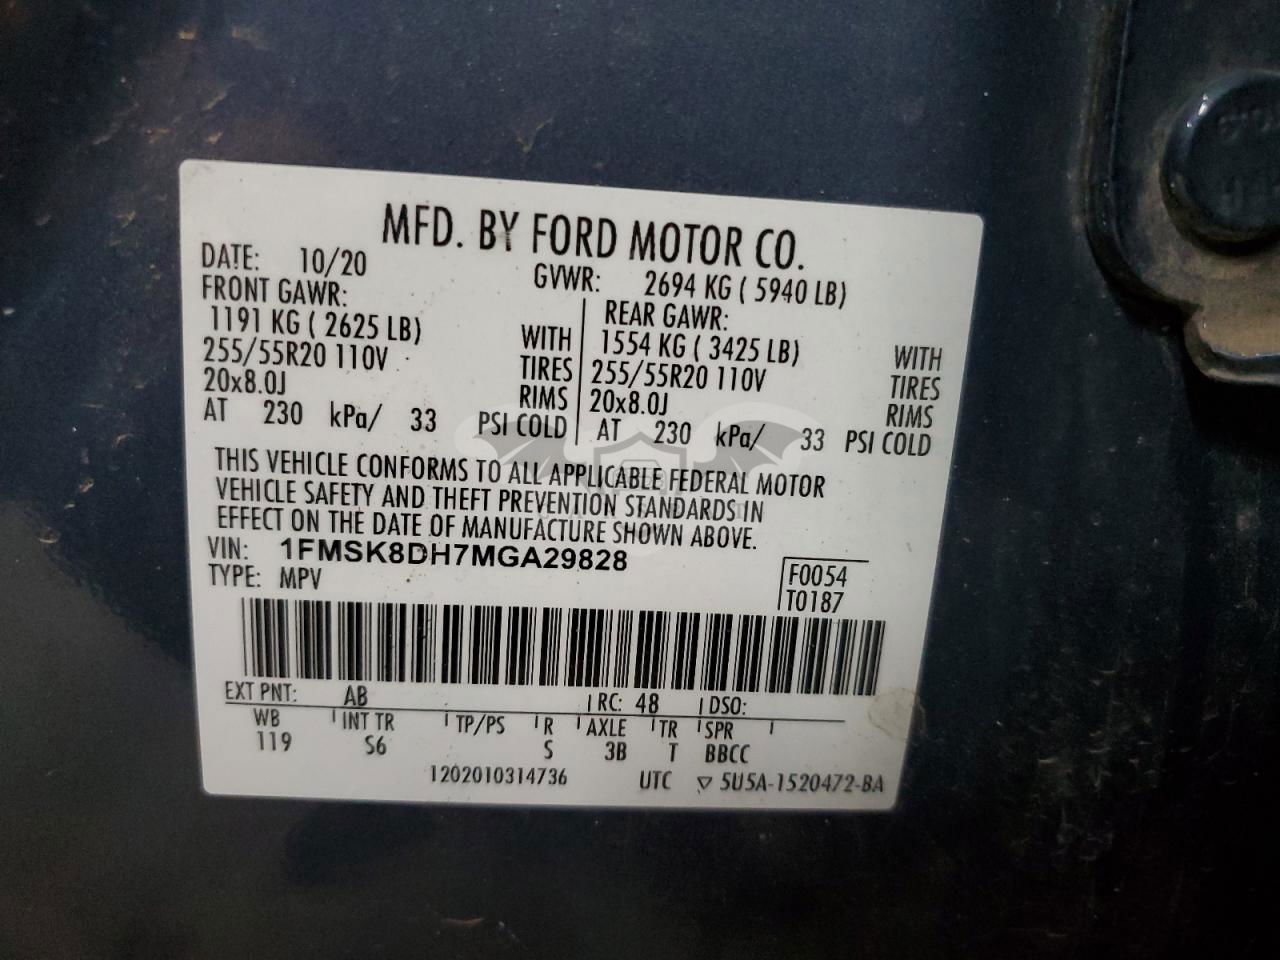 MFD. BY FORD MOTOR CO.
DATE: 10/20 GVWR: 2694 KG ( 5940 LB)
FRONT GAWR: REAR GAWR:
1191 KG ( 2625 LB) WITH 1554 KG ( 3425 LB) WITH
255/55R20 110V TIRES 255/55R20 110V TIRES
20x8.0J RIMS 20x8.0J RIMS
AT 230 kPa/ 33 PSI COLD AT 230 kPa/ 33 PSI COLD
THIS VEHICLE CONFORMS TO ALL APPLICABLE FEDERAL MOTOR
VEHICLE SAFETY AND THEFT PREVENTION STANDARDS IN
EFFECT ON THE DATE OF MANUFACTURE SHOWN ABOVE.
VIN: 1FMSK8DH7MGA29828 F0054
TYPE: MPV T0187
EXT PNT: AB RC: 48 DSO:
WB INT TR TP/PS R AXLE TR SPR
119 S6 S 3B T BBCC
1202010314736 UTC ▽ 5U5A-1520472-BA